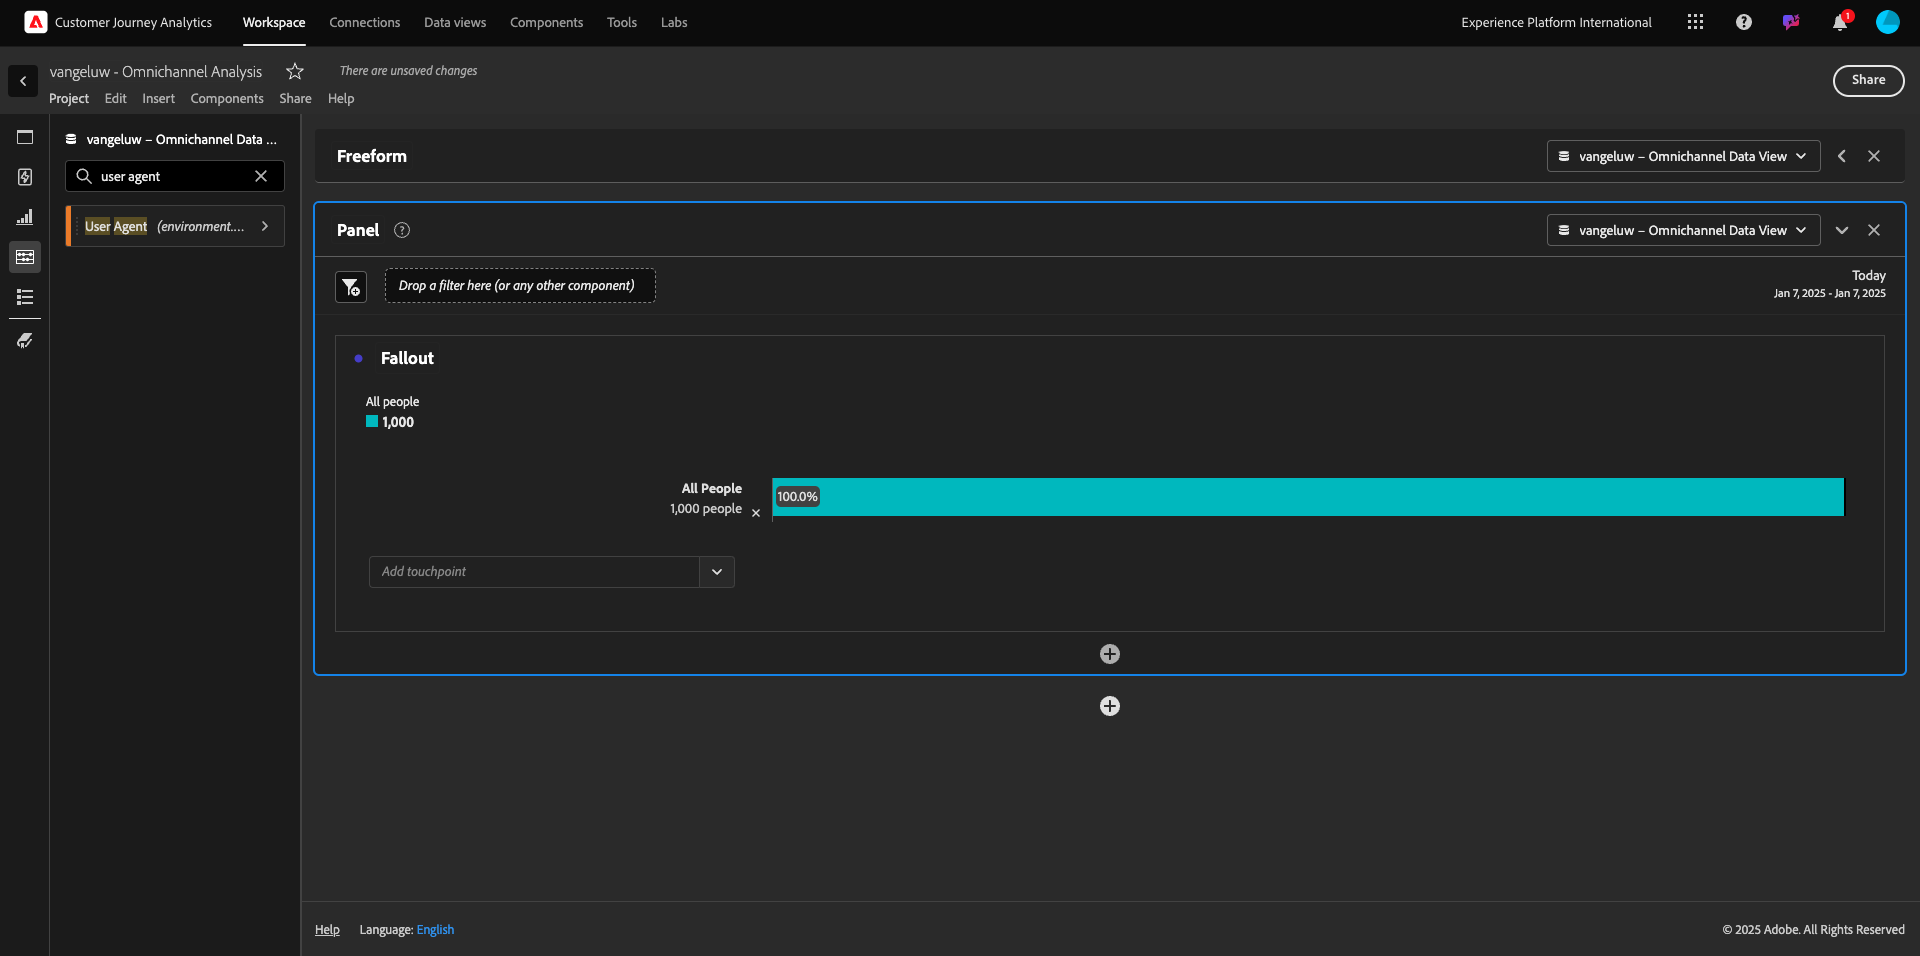 Customer Journey Analytics
Workspace
Connections
Data views
Components
Tools
Labs
Experience Platform International
1
vangeluw - Omnichannel Analysis
There are unsaved changes
Project
Edit
Insert
Components
Share
Help
Share
vangeluw – Omnichannel Data ...
user agent
User Agent (environment....
Freeform
vangeluw – Omnichannel Data View
Panel
vangeluw – Omnichannel Data View
Drop a filter here (or any other component)
Today
Jan 7, 2025 - Jan 7, 2025
Fallout
All people
1,000
All People
1,000 people
100.0%
Add touchpoint
Help
Language: English
© 2025 Adobe. All Rights Reserved